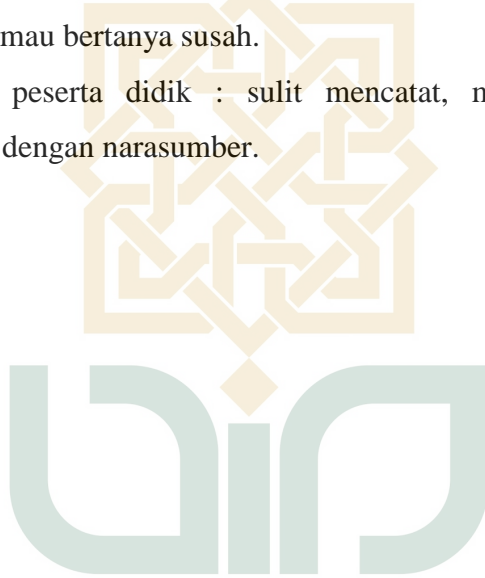 mau bertanya susah.
peserta didik : sulit mencatat,
dengan narasumber.